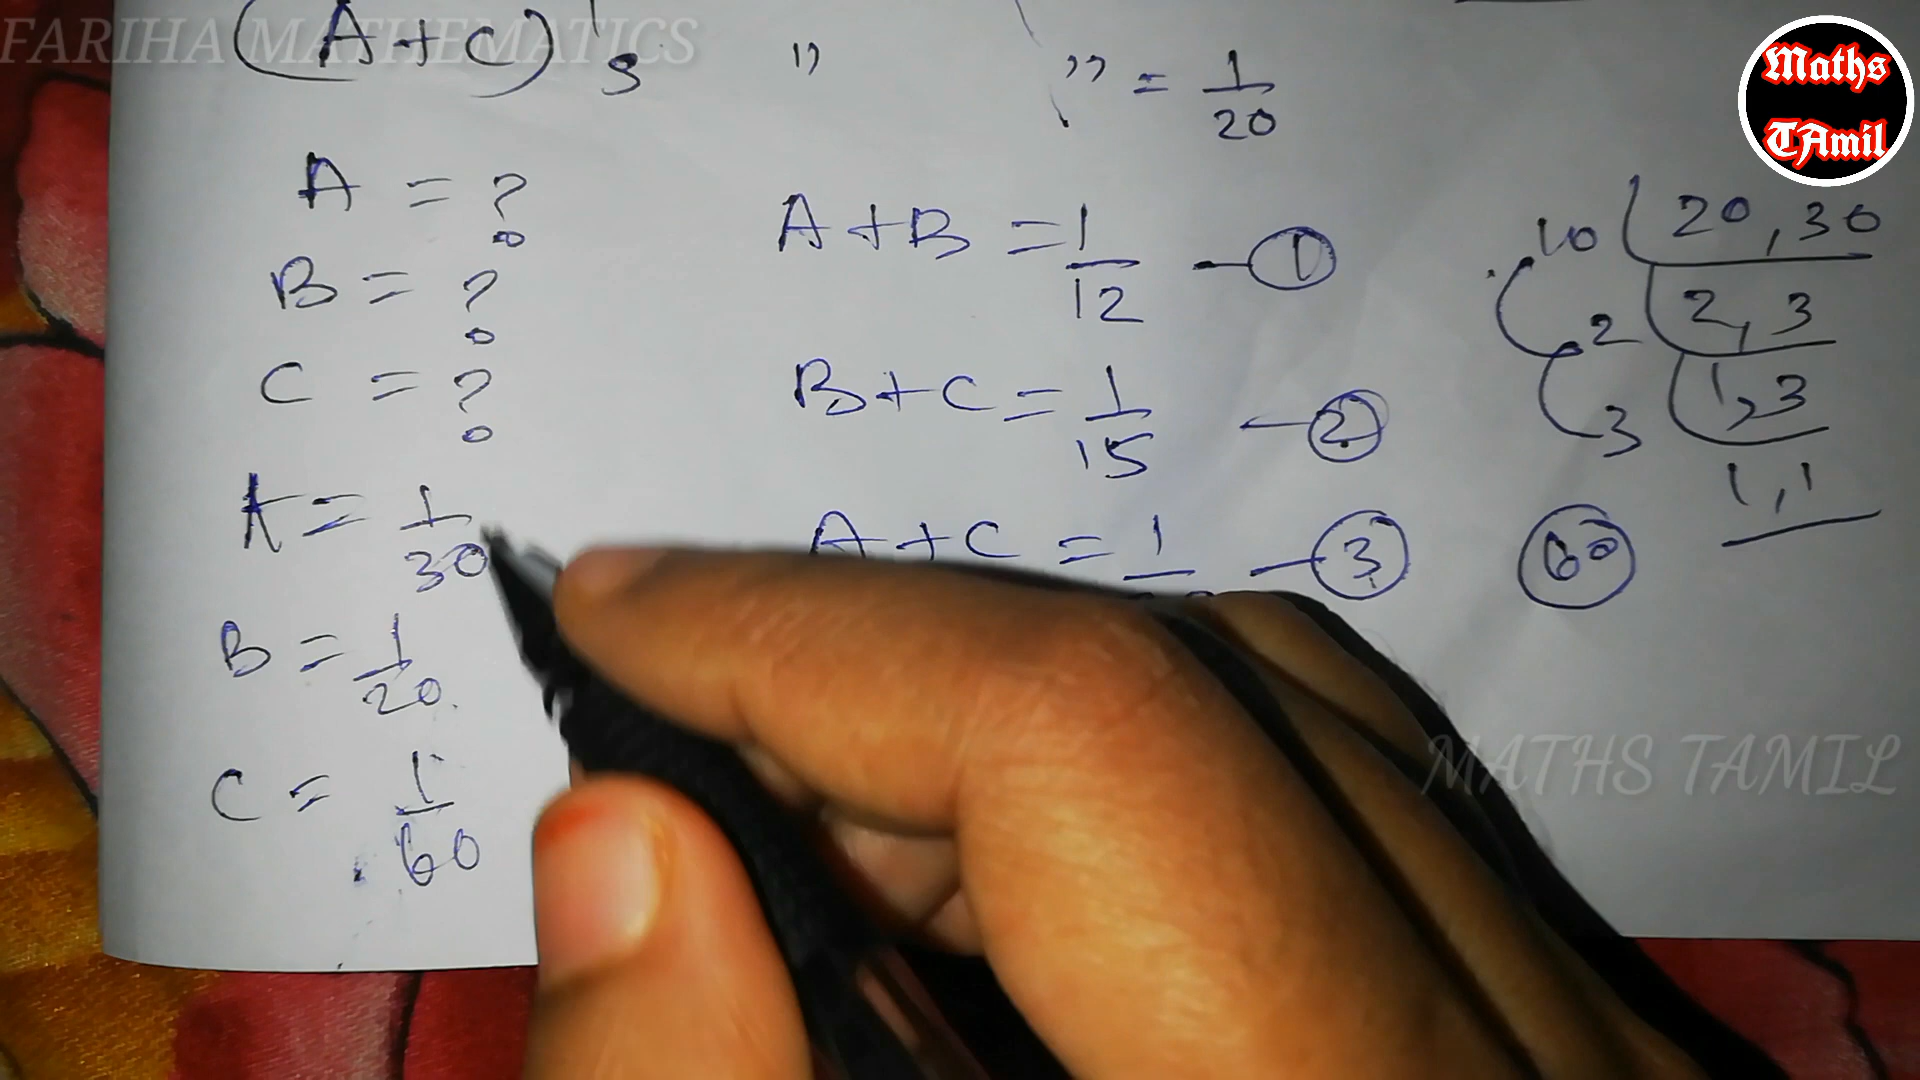 FARIHA MATHEMATICS
(A+C)'s " " = 1/20
Maths
TAmil
A = ?
B = ?
C = ?
A = 1/30
B = 1/20
C = 1/60
A+B = 1/12 — ①
B+C = 1/15 — ②
A+C = 1/ — ③
10 20, 30
2 2, 3
3 1, 3
1, 1
60
MATHS TAMIL